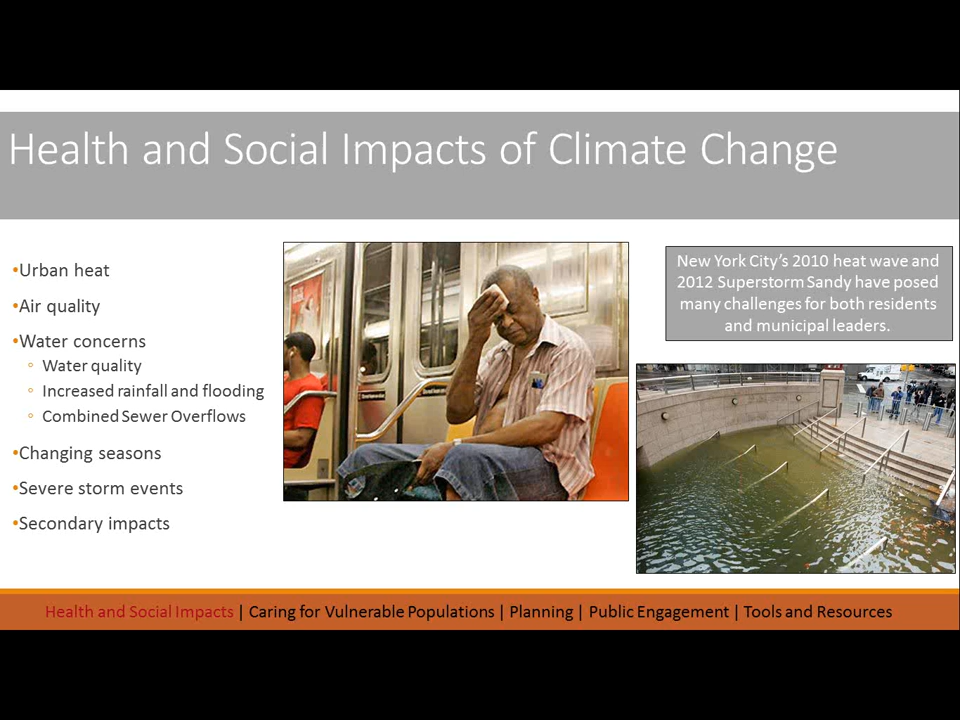 Health and Social Impacts of Climate Change
•Urban heat
•Air quality
•Water concerns
◦ Water quality
◦ Increased rainfall and flooding
◦ Combined Sewer Overflows
•Changing seasons
•Severe storm events
•Secondary impacts
New York City’s 2010 heat wave and
2012 Superstorm Sandy have posed
many challenges for both residents
and municipal leaders.
Health and Social Impacts | Caring for Vulnerable Populations | Planning | Public Engagement | Tools and Resources